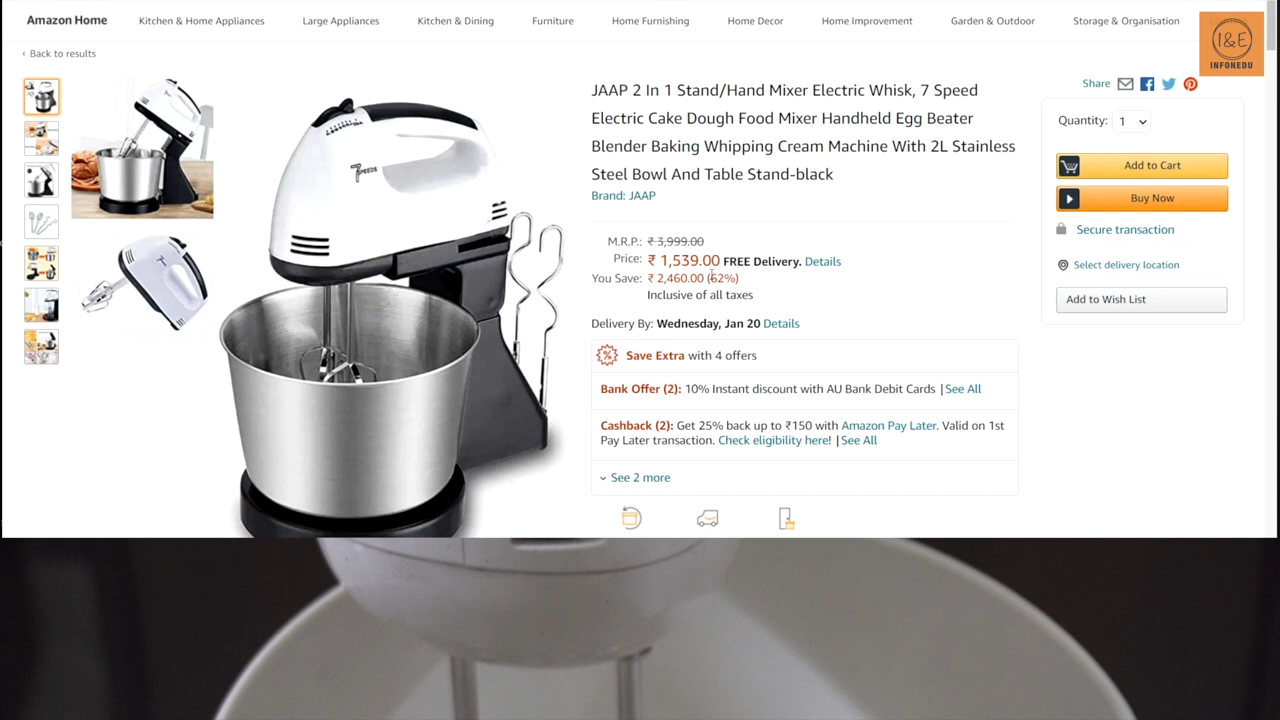 Amazon Home
Kitchen & Home Appliances
Large Appliances
Kitchen & Dining
Furniture
Home Furnishing
Home Decor
Home Improvement
Garden & Outdoor
Storage & Organisation
I&E
INFONEDU
‹ Back to results
Share
JAAP 2 In 1 Stand/Hand Mixer Electric Whisk, 7 Speed
Electric Cake Dough Food Mixer Handheld Egg Beater
Blender Baking Whipping Cream Machine With 2L Stainless
Steel Bowl And Table Stand-black
Brand: JAAP
M.R.P.: ₹ 3,999.00
Price: ₹ 1,539.00 FREE Delivery. Details
You Save: ₹ 2,460.00 (62%)
Inclusive of all taxes
Delivery By: Wednesday, Jan 20 Details
Save Extra with 4 offers
Bank Offer (2): 10% Instant discount with AU Bank Debit Cards | See All
Cashback (2): Get 25% back up to ₹150 with Amazon Pay Later. Valid on 1st
Pay Later transaction. Check eligibility here! | See All
See 2 more
Quantity: 1
Add to Cart
Buy Now
Secure transaction
Select delivery location
Add to Wish List
7 SPEEDS